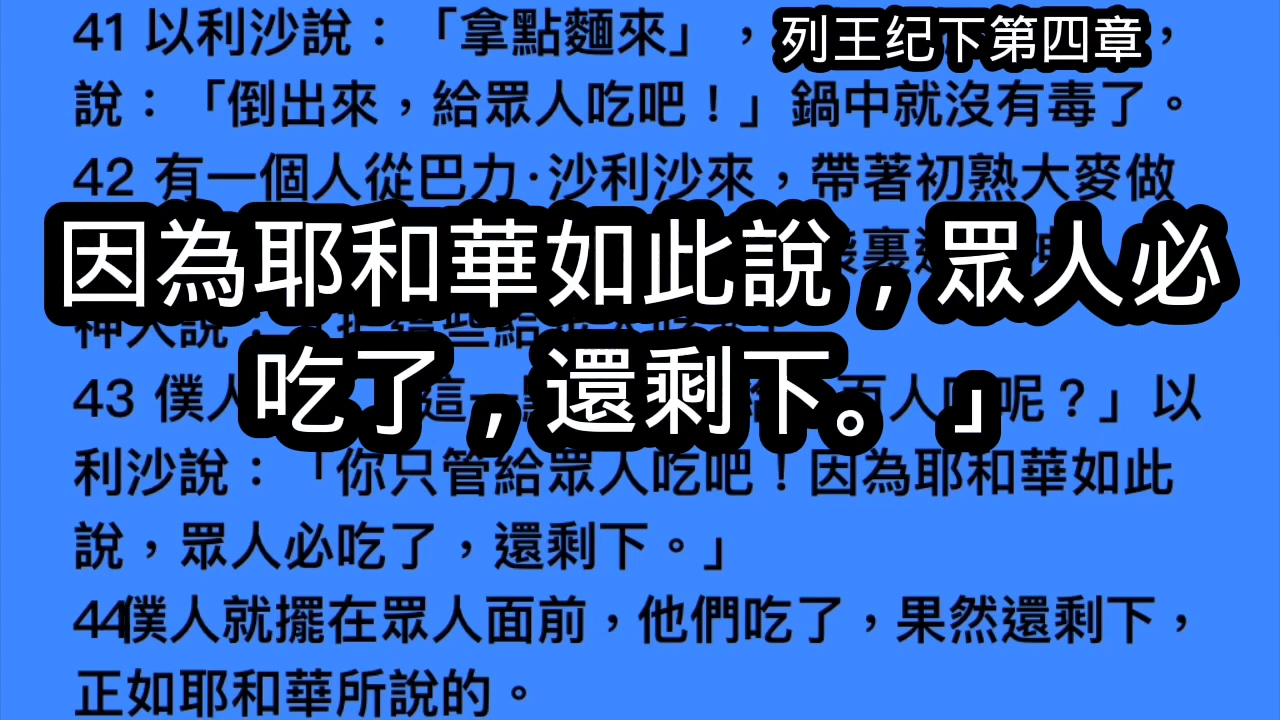 41 以利沙說：「拿點麵來」，
列王纪下第四章
，
說：「倒出來，給眾人吃吧！」鍋中就沒有毒了。
42 有一個人從巴力·沙利沙來，帶著初熟大麥做
因為耶和華如此說，眾人必
吃了，還剩下。」
43 僕人
這一
百人
呢？」以
利沙說：「你只管給眾人吃吧！因為耶和華如此
說，眾人必吃了，還剩下。」
44僕人就擺在眾人面前，他們吃了，果然還剩下，
正如耶和華所說的。